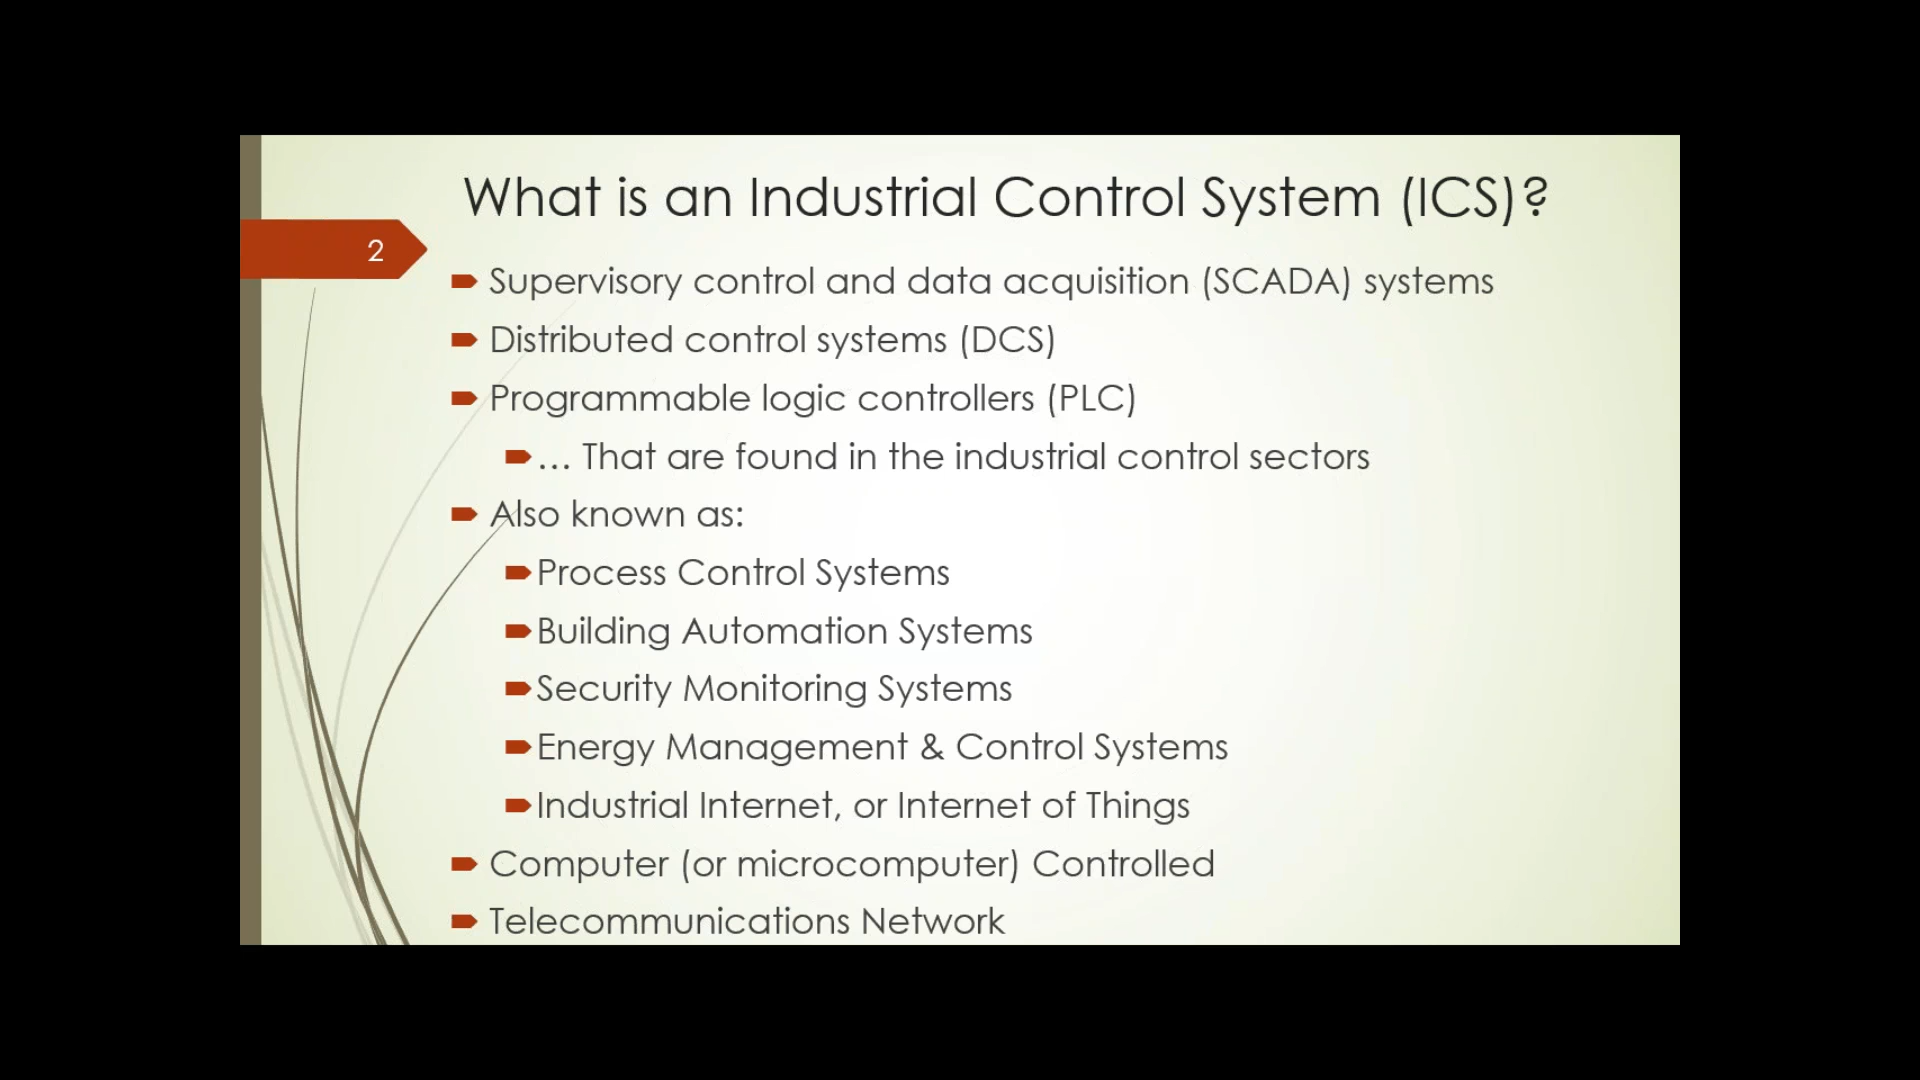 What is an Industrial Control System (ICS)?
2
Supervisory control and data acquisition (SCADA) systems
Distributed control systems (DCS)
Programmable logic controllers (PLC)
… That are found in the industrial control sectors
Also known as:
Process Control Systems
Building Automation Systems
Security Monitoring Systems
Energy Management & Control Systems
Industrial Internet, or Internet of Things
Computer (or microcomputer) Controlled
Telecommunications Network